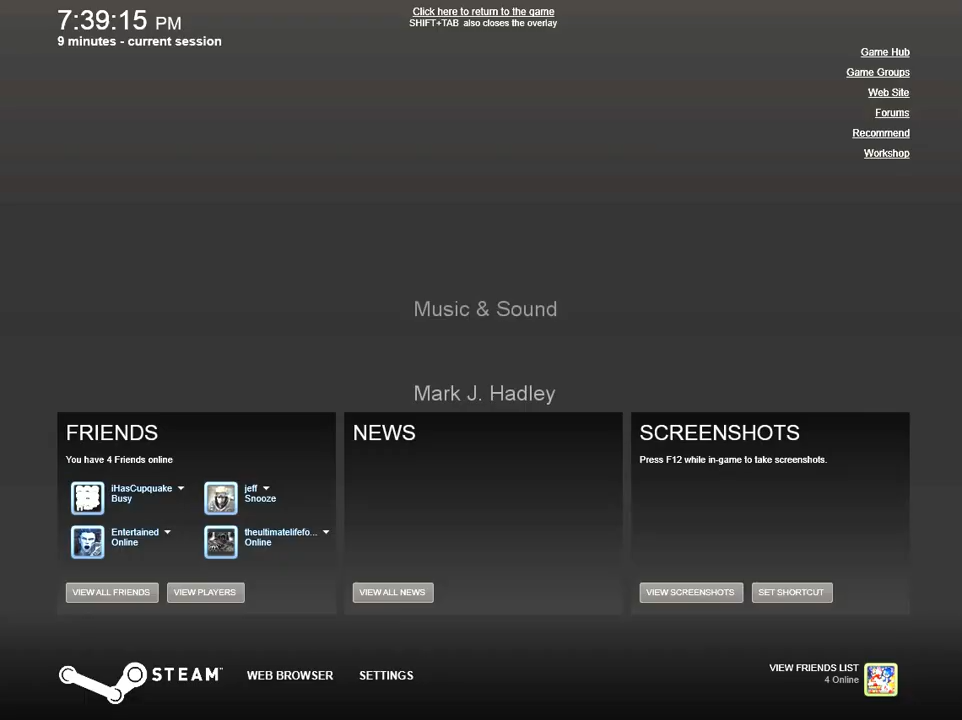 7:39:15 PM
9 minutes - current session
Click here to return to the game
SHIFT+TAB also closes the overlay
Game Hub
Game Groups
Web Site
Forums
Recommend
Workshop
Music & Sound
Mark J. Hadley
FRIENDS
You have 4 Friends online
iHasCupquake
Busy
jeff
Snooze
Entertained
Online
theultimatelifefo...
Online
VIEW ALL FRIENDS
VIEW PLAYERS
NEWS
VIEW ALL NEWS
SCREENSHOTS
Press F12 while in-game to take screenshots.
VIEW SCREENSHOTS
SET SHORTCUT
STEAM™
WEB BROWSER
SETTINGS
VIEW FRIENDS LIST
4 Online